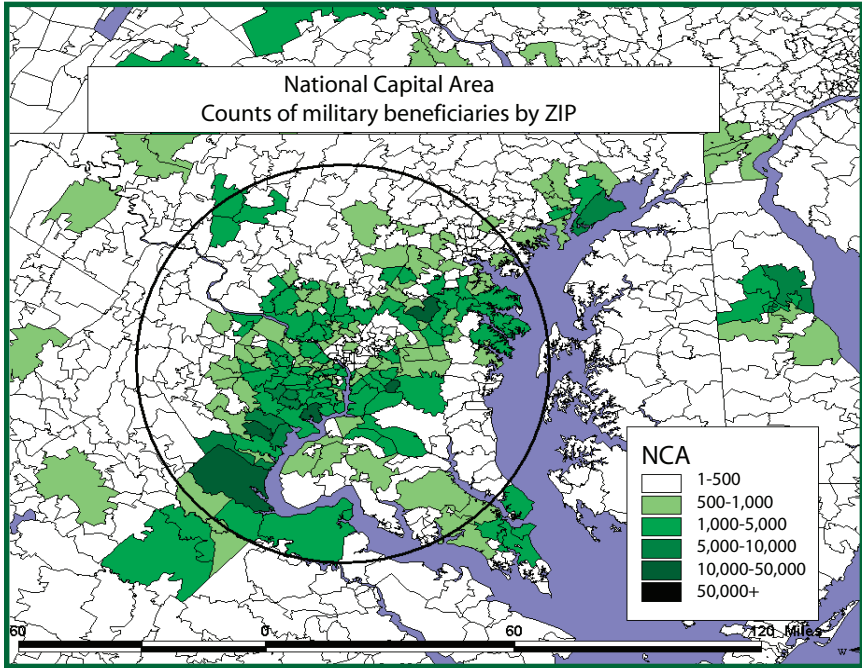 National Capital Area
Counts of military beneficiaries by ZIP
NCA
1-500
500-1,000
1,000-5,000
5,000-10,000
10,000-50,000
50,000+
60 0 60 120 Miles
W